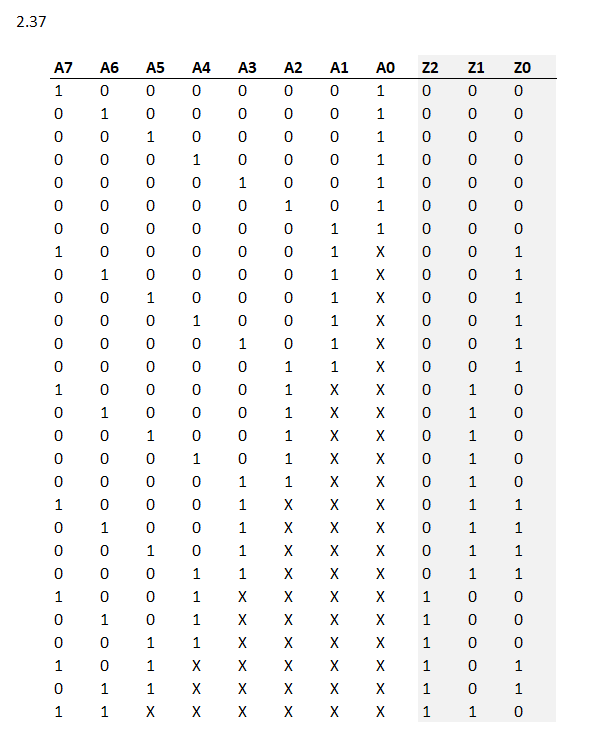 2.37
A7 A6 A5 A4 A3 A2 A1 A0 Z2 Z1 Z0
1 0 0 0 0 0 0 1 0 0 0
0 1 0 0 0 0 0 1 0 0 0
0 0 1 0 0 0 0 1 0 0 0
0 0 0 1 0 0 0 1 0 0 0
0 0 0 0 1 0 0 1 0 0 0
0 0 0 0 0 1 0 1 0 0 0
0 0 0 0 0 0 1 1 0 0 0
1 0 0 0 0 0 1 X 0 0 1
0 1 0 0 0 0 1 X 0 0 1
0 0 1 0 0 0 1 X 0 0 1
0 0 0 1 0 0 1 X 0 0 1
0 0 0 0 1 0 1 X 0 0 1
0 0 0 0 0 1 1 X 0 0 1
1 0 0 0 0 1 X X 0 1 0
0 1 0 0 0 1 X X 0 1 0
0 0 1 0 0 1 X X 0 1 0
0 0 0 1 0 1 X X 0 1 0
0 0 0 0 1 1 X X 0 1 0
1 0 0 0 1 X X X 0 1 1
0 1 0 0 1 X X X 0 1 1
0 0 1 0 1 X X X 0 1 1
0 0 0 1 1 X X X 0 1 1
1 0 0 1 X X X X 1 0 0
0 1 0 1 X X X X 1 0 0
0 0 1 1 X X X X 1 0 0
1 0 1 X X X X X 1 0 1
0 1 1 X X X X X 1 0 1
1 1 X X X X X X 1 1 0